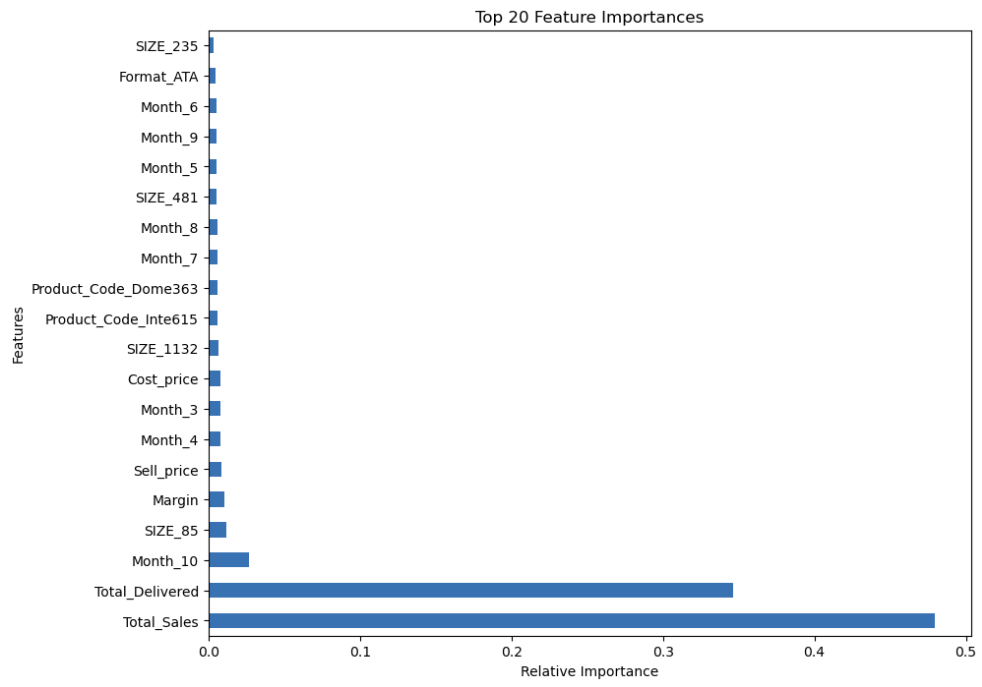 Top 20 Feature Importances
SIZE_235
Format_ATA
Month_6
Month_9
Month_5
SIZE_481
Month_8
Month_7
Product_Code_Dome363
Product_Code_Inte615
SIZE_1132
Cost_price
Month_3
Month_4
Sell_price
Margin
SIZE_85
Month_10
Total_Delivered
Total_Sales
Features
0.0 0.1 0.2 0.3 0.4 0.5
Relative Importance